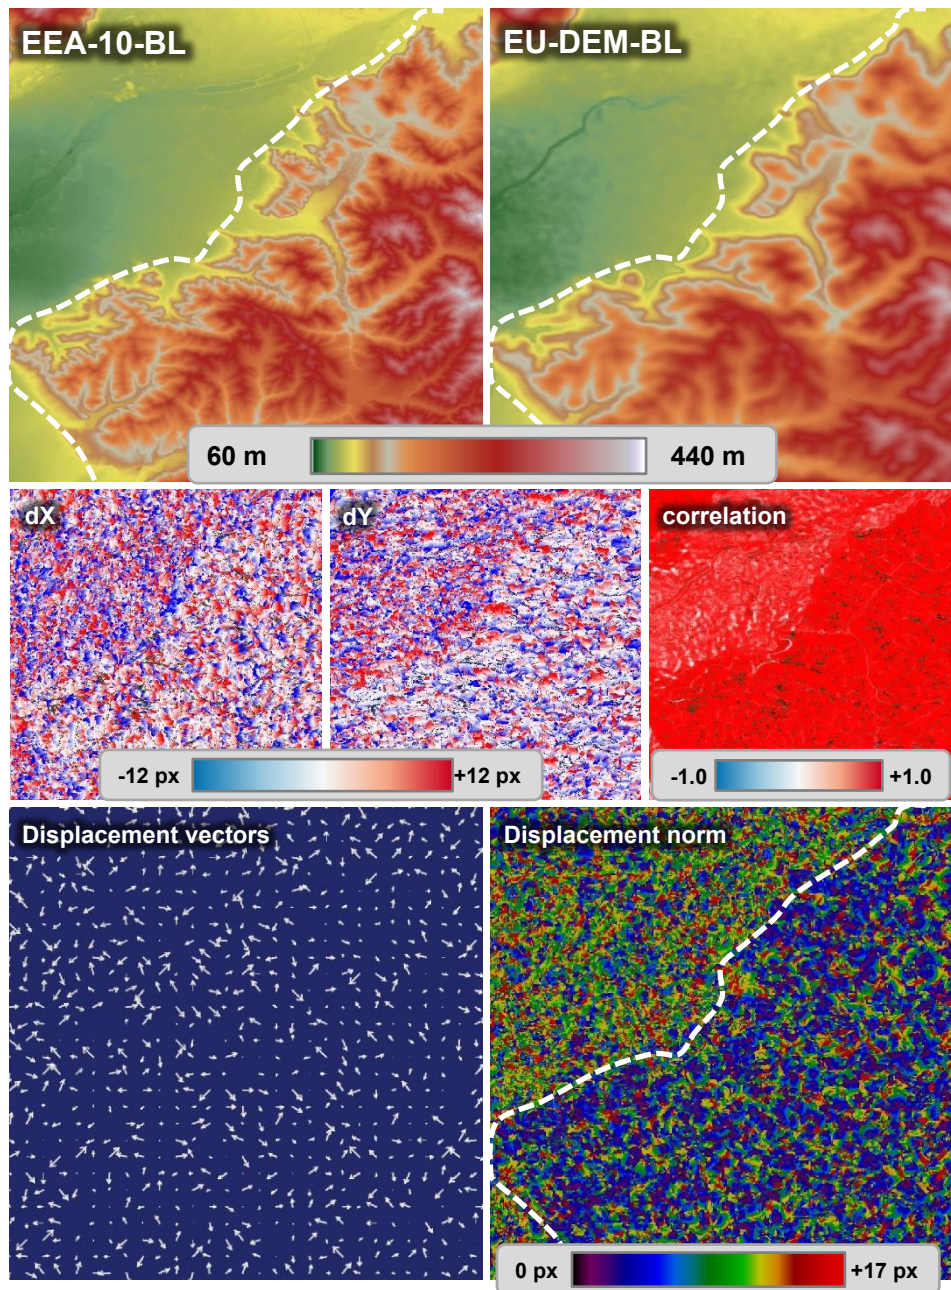 EEA-10-BL
EU-DEM-BL
60 m
440 m
dX
dY
correlation
-12 px
+12 px
-1.0
+1.0
Displacement vectors
Displacement norm
0 px
+17 px